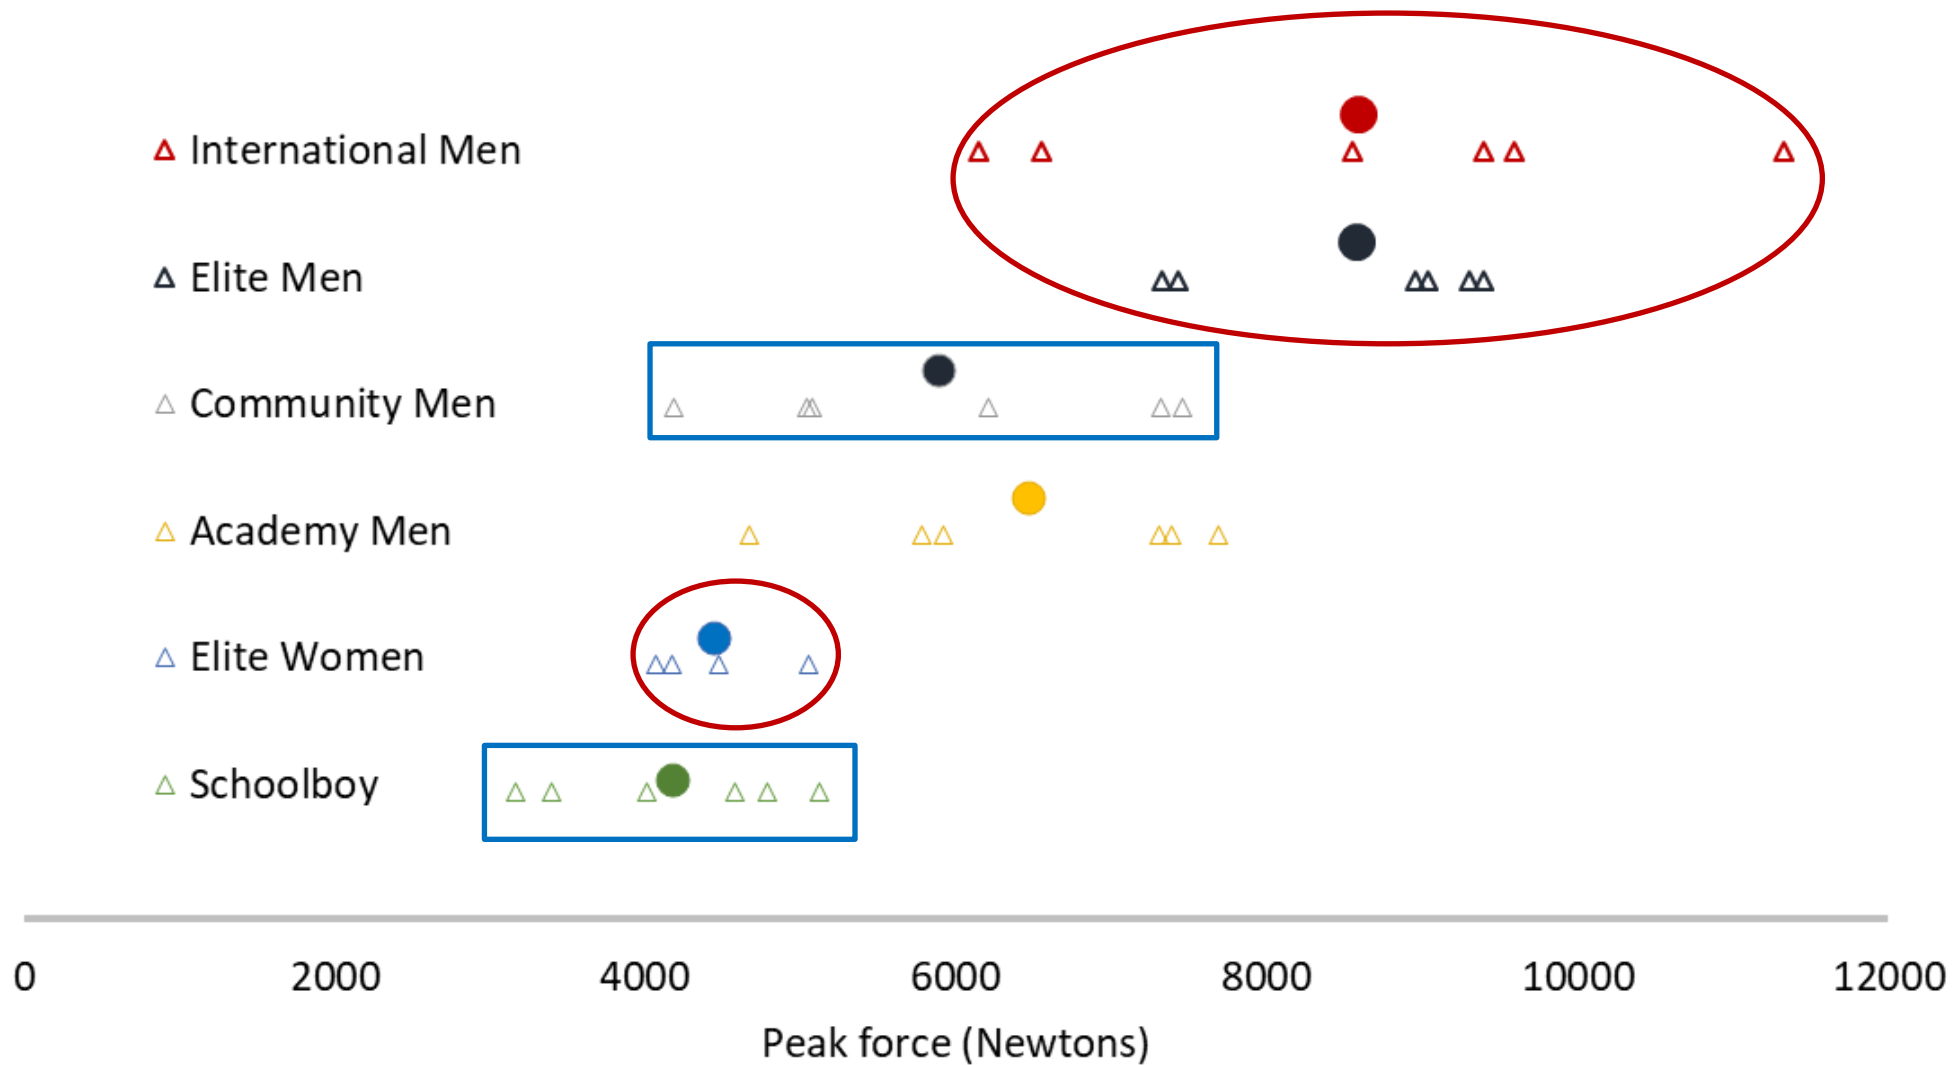 International Men
Elite Men
Community Men
Academy Men
Elite Women
Schoolboy
0 2000 4000 6000 8000 10000 12000
Peak force (Newtons)